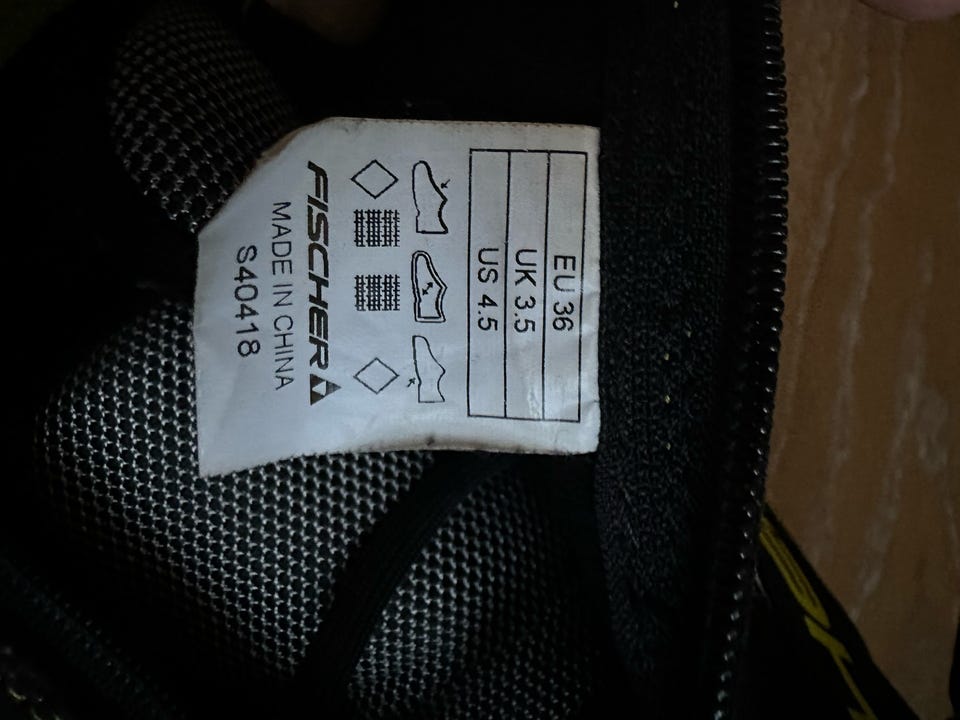 EU 36
UK 3.5
US 4.5
FISCHER
MADE IN CHINA
S40418